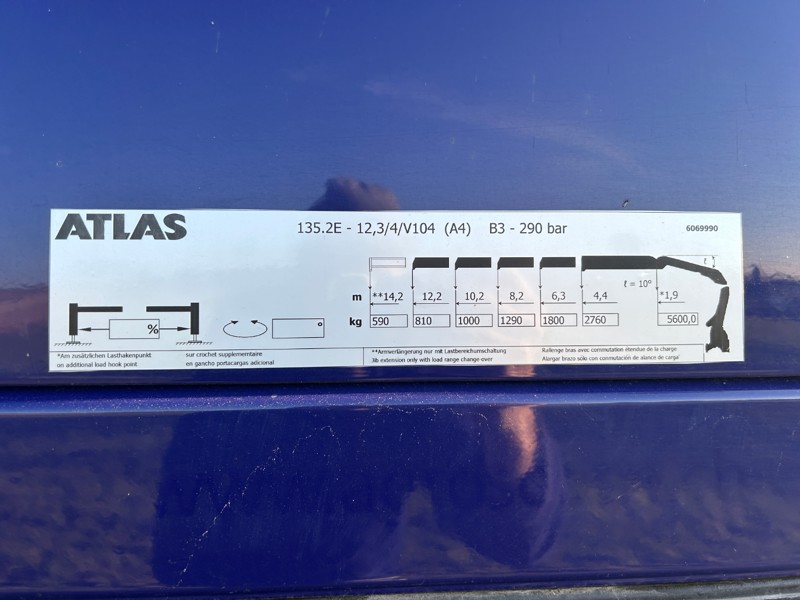 ATLAS 135.2E - 12,3/4/V104 (A4) B3 - 290 bar 6069990
ℓ
ℓ = 10°
m **14,2 12,2 10,2 8,2 6,3 4,4 *1,9
kg 590 810 1000 1290 1800 2760 5600,0
%
*Am zusätzlichen Lasthakenpunkt sur crochet supplementaire **Armverlängerung nur mit Lastbereichumschaltung Rallenge bras avec commutation étendue de la charge
on additional load hook point en gancho portacargas adicional Jib extension only with load range change-over Alargar brazo sólo con conmutación de alance de carga